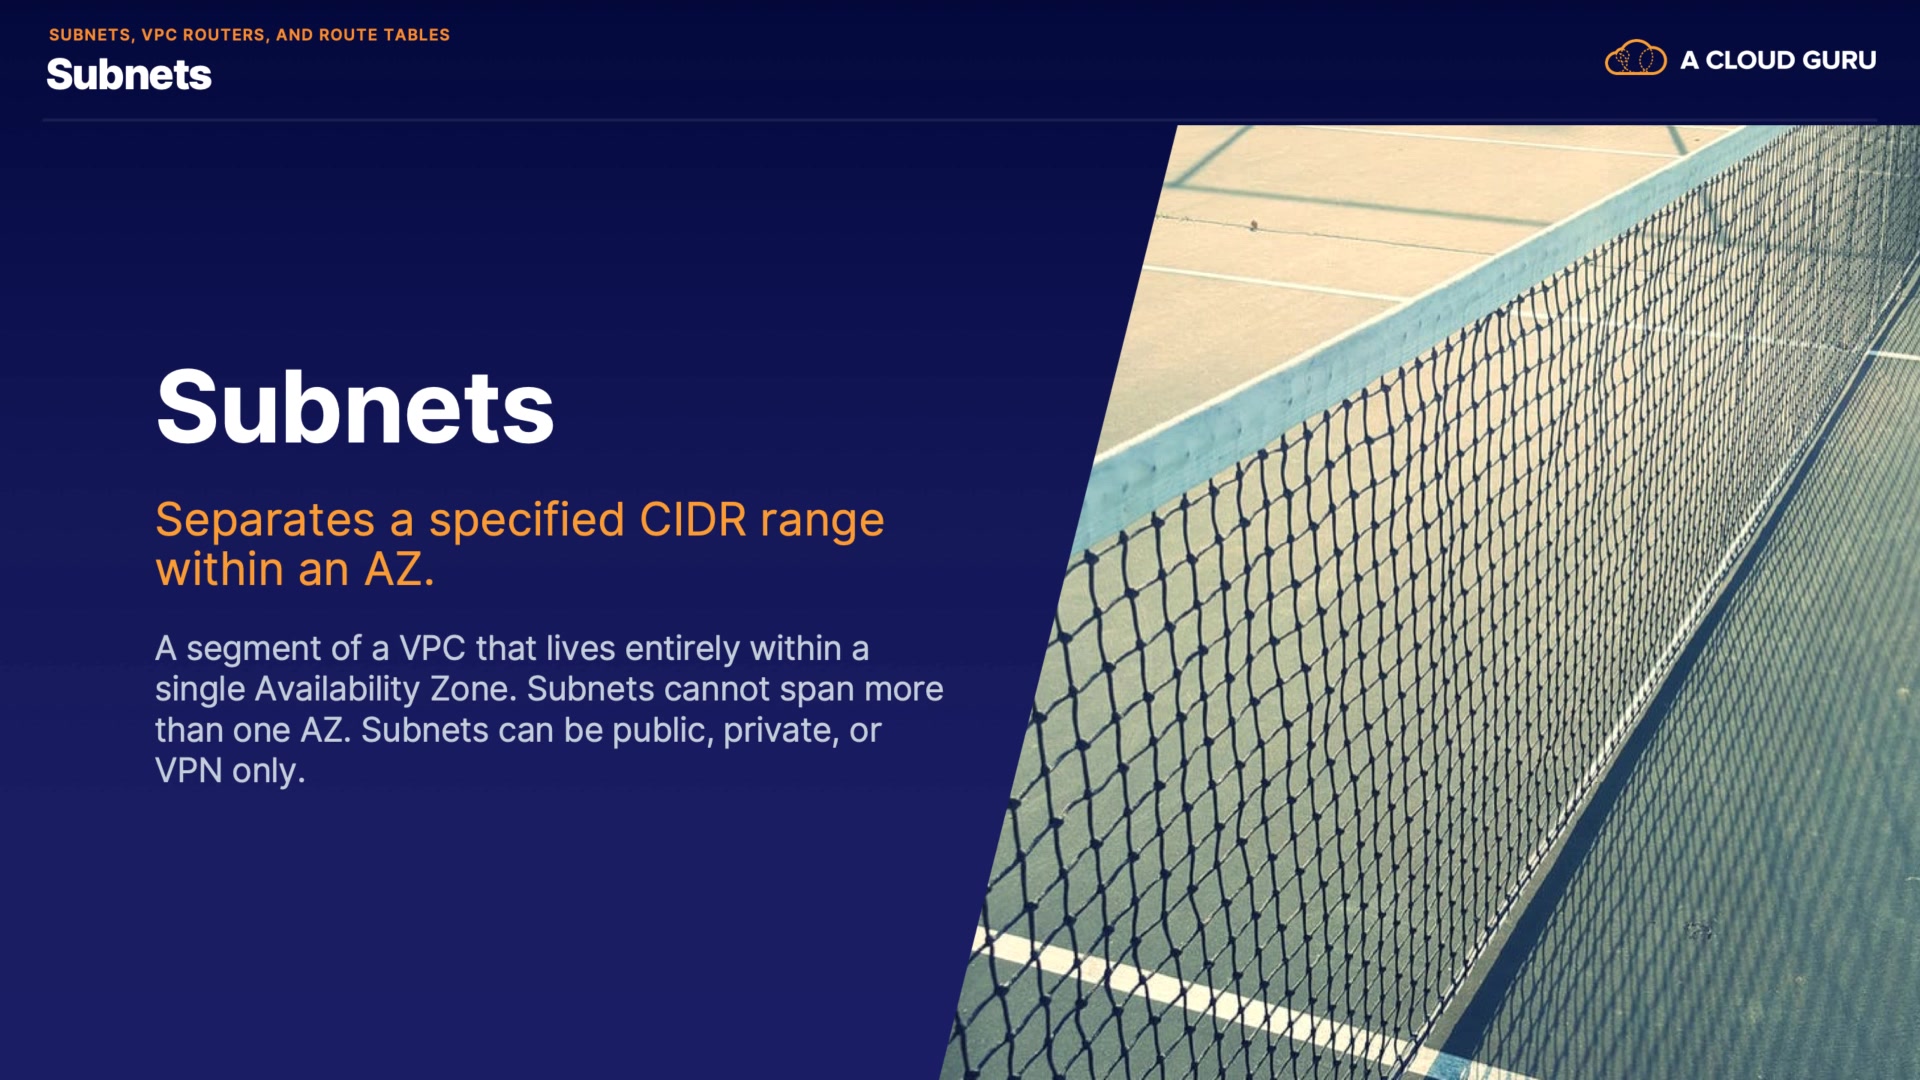 SUBNETS, VPC ROUTERS, AND ROUTE TABLES
Subnets
A CLOUD GURU
Subnets
Separates a specified CIDR range
within an AZ.
A segment of a VPC that lives entirely within a
single Availability Zone. Subnets cannot span more
than one AZ. Subnets can be public, private, or
VPN only.